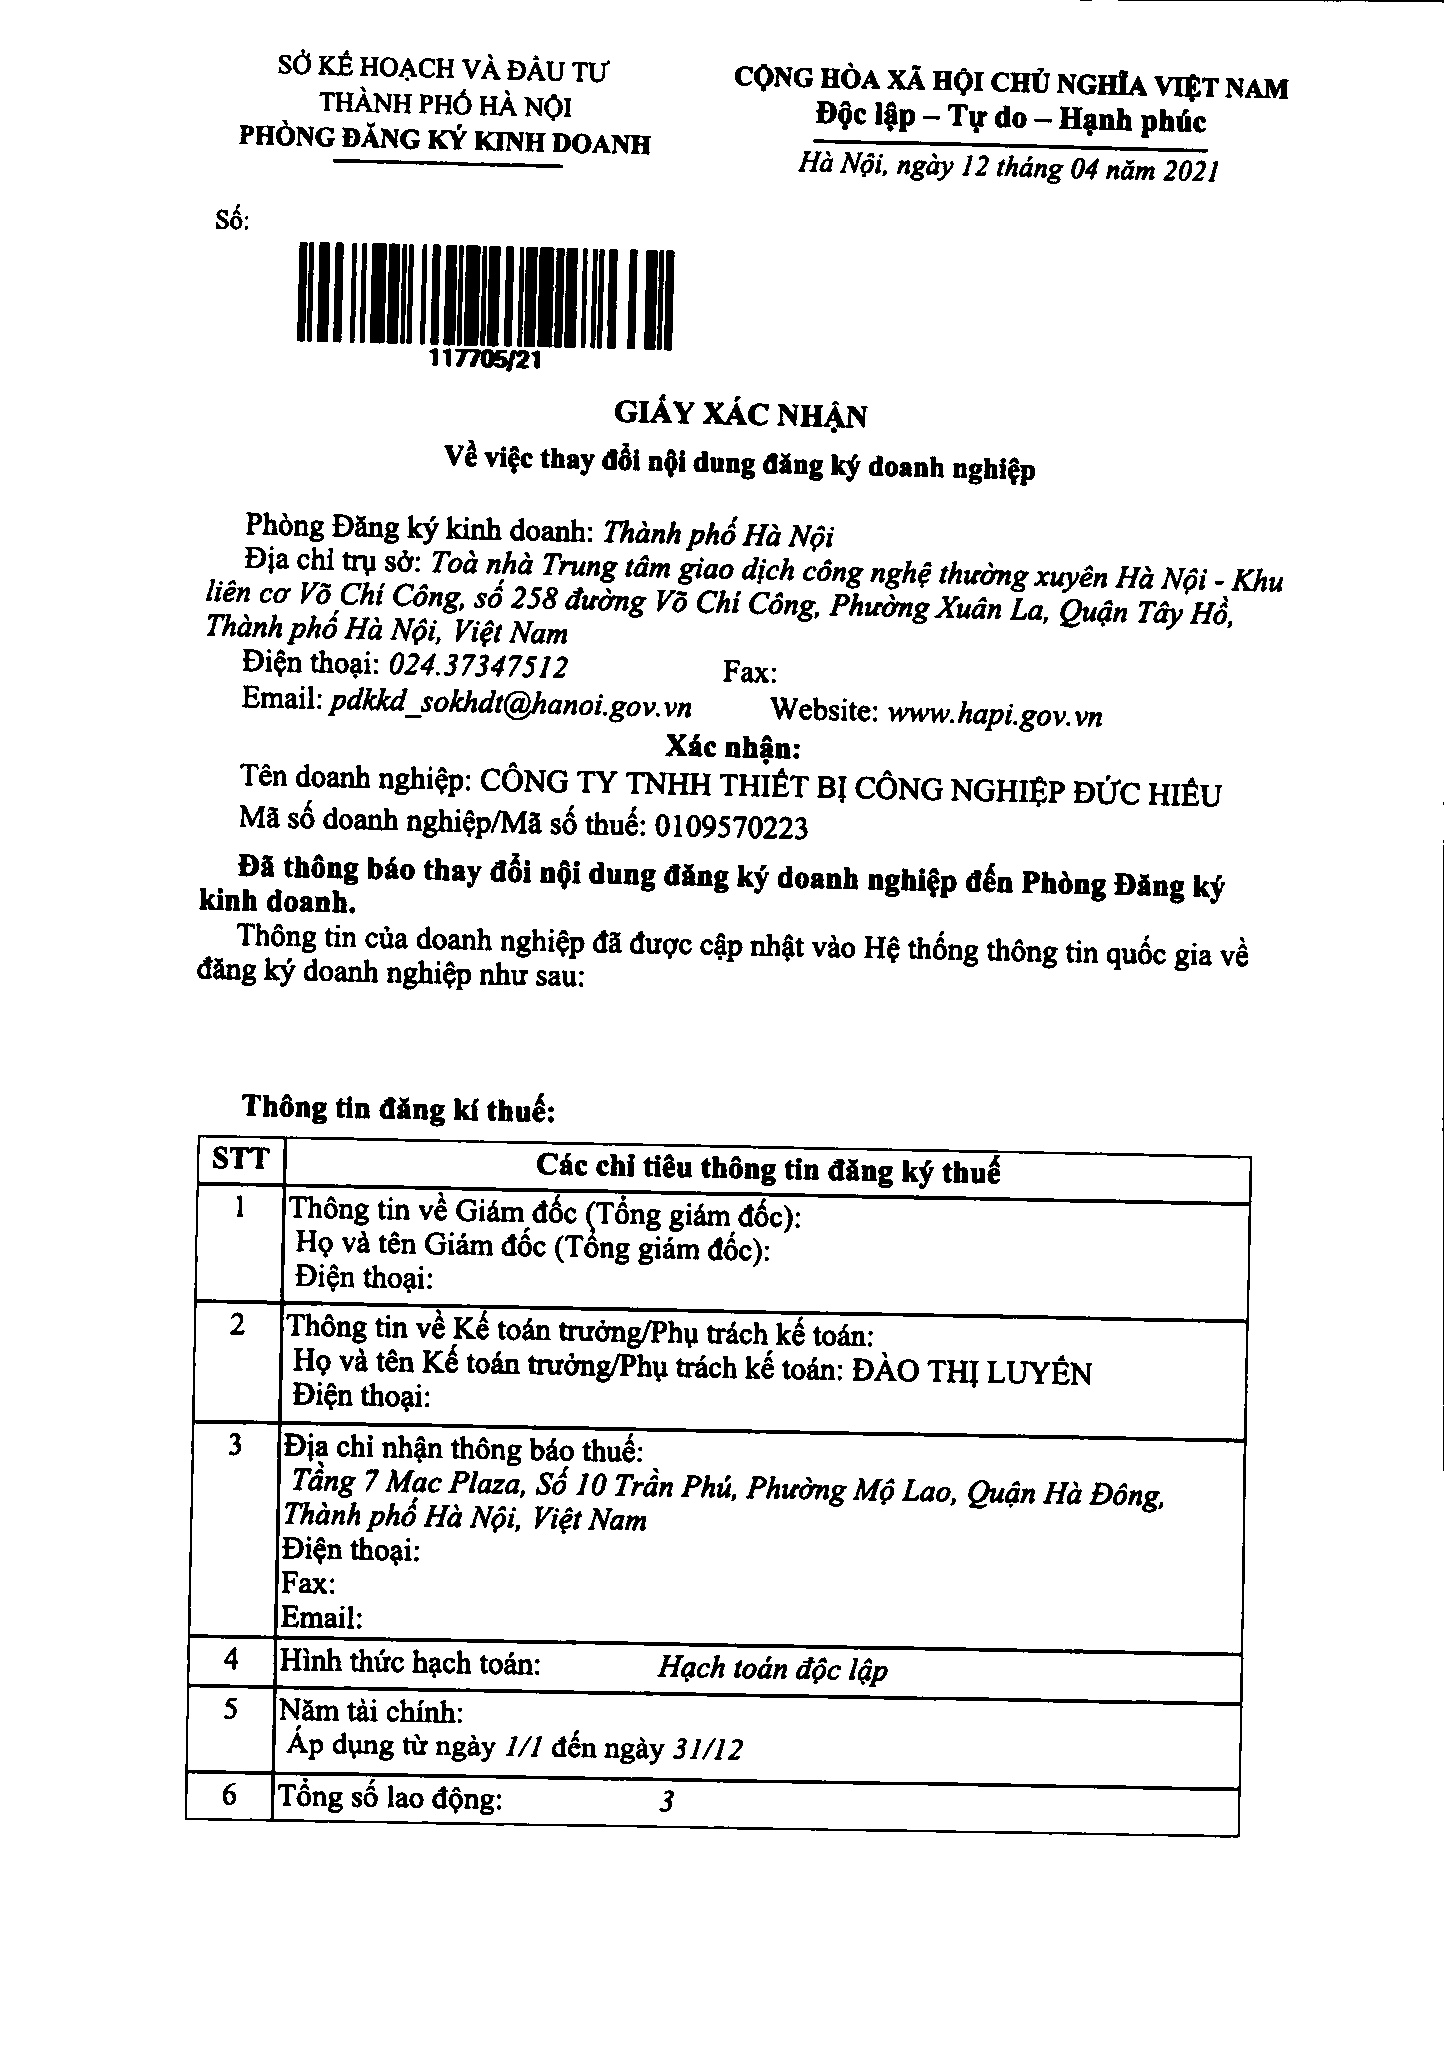 SỞ KẾ HOẠCH VÀ ĐẦU TƯ
THÀNH PHỐ HÀ NỘI
PHÒNG ĐĂNG KÝ KINH DOANH
CỘNG HÒA XÃ HỘI CHỦ NGHĨA VIỆT NAM
Độc lập – Tự do – Hạnh phúc
Hà Nội, ngày 12 tháng 04 năm 2021
Số:
117705/21
GIẤY XÁC NHẬN
Về việc thay đổi nội dung đăng ký doanh nghiệp
Phòng Đăng ký kinh doanh: Thành phố Hà Nội
Địa chỉ trụ sở: Toà nhà Trung tâm giao dịch công nghệ thường xuyên Hà Nội - Khu
liên cơ Võ Chí Công, số 258 đường Võ Chí Công, Phường Xuân La, Quận Tây Hồ,
Thành phố Hà Nội, Việt Nam
Điện thoại: 024.37347512 Fax:
Email: pdkkd_sokhdt@hanoi.gov.vn Website: www.hapi.gov.vn
Xác nhận:
Tên doanh nghiệp: CÔNG TY TNHH THIẾT BỊ CÔNG NGHIỆP ĐỨC HIẾU
Mã số doanh nghiệp/Mã số thuế: 0109570223
Đã thông báo thay đổi nội dung đăng ký doanh nghiệp đến Phòng Đăng ký
kinh doanh.
Thông tin của doanh nghiệp đã được cập nhật vào Hệ thống thông tin quốc gia về
đăng ký doanh nghiệp như sau:
Thông tin đăng kí thuế:
STT Các chỉ tiêu thông tin đăng ký thuế
1 Thông tin về Giám đốc (Tổng giám đốc):
Họ và tên Giám đốc (Tổng giám đốc):
Điện thoại:
2 Thông tin về Kế toán trưởng/Phụ trách kế toán:
Họ và tên Kế toán trưởng/Phụ trách kế toán: ĐÀO THỊ LUYẾN
Điện thoại:
3 Địa chỉ nhận thông báo thuế:
Tầng 7 Mạc Plaza, Số 10 Trần Phú, Phường Mộ Lao, Quận Hà Đông,
Thành phố Hà Nội, Việt Nam
Điện thoại:
Fax:
Email:
4 Hình thức hạch toán: Hạch toán độc lập
5 Năm tài chính:
Áp dụng từ ngày 1/1 đến ngày 31/12
6 Tổng số lao động: 3